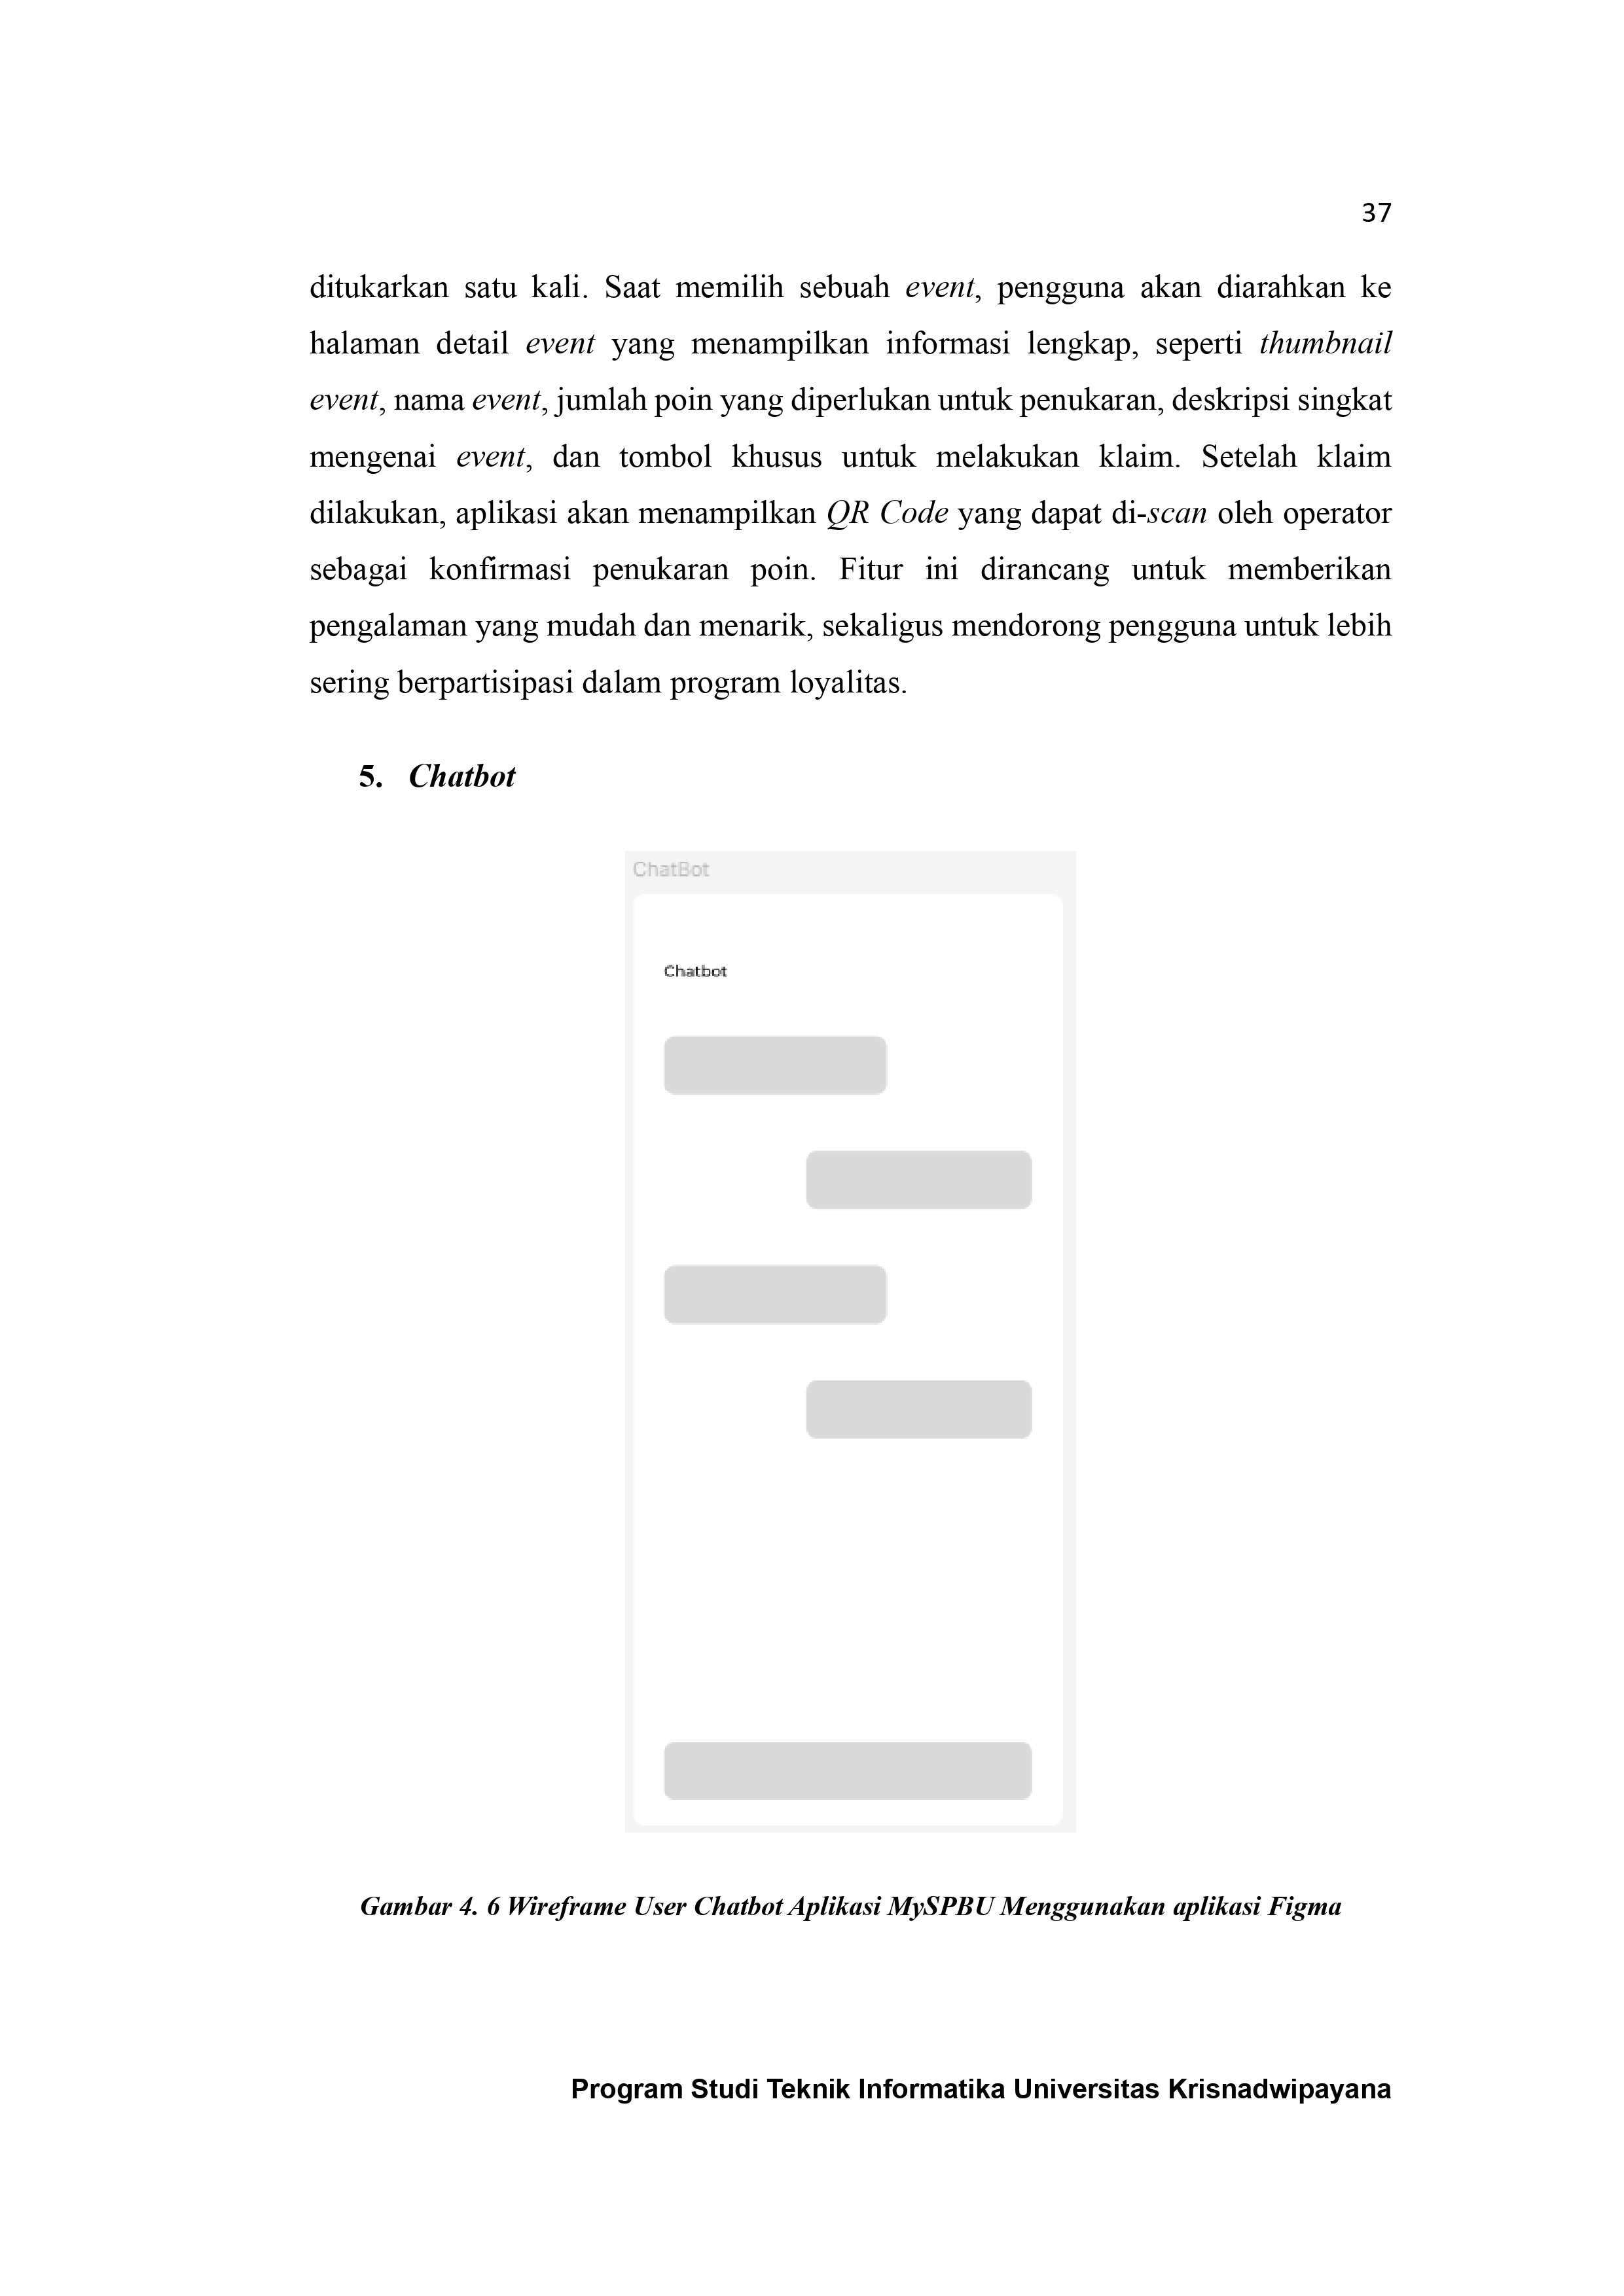 37
ditukarkan satu kali. Saat memilih sebuah event, pengguna akan diarahkan ke
halaman detail event yang menampilkan informasi lengkap, seperti thumbnail
event, nama event, jumlah poin yang diperlukan untuk penukaran, deskripsi singkat
mengenai event, dan tombol khusus untuk melakukan klaim. Setelah klaim
dilakukan, aplikasi akan menampilkan QR Code yang dapat di-scan oleh operator
sebagai konfirmasi penukaran poin. Fitur ini dirancang untuk memberikan
pengalaman yang mudah dan menarik, sekaligus mendorong pengguna untuk lebih
sering berpartisipasi dalam program loyalitas.
5. Chatbot
ChatBot
Chatbot
Gambar 4. 6 Wireframe User Chatbot Aplikasi MySPBU Menggunakan aplikasi Figma
Program Studi Teknik Informatika Universitas Krisnadwipayana